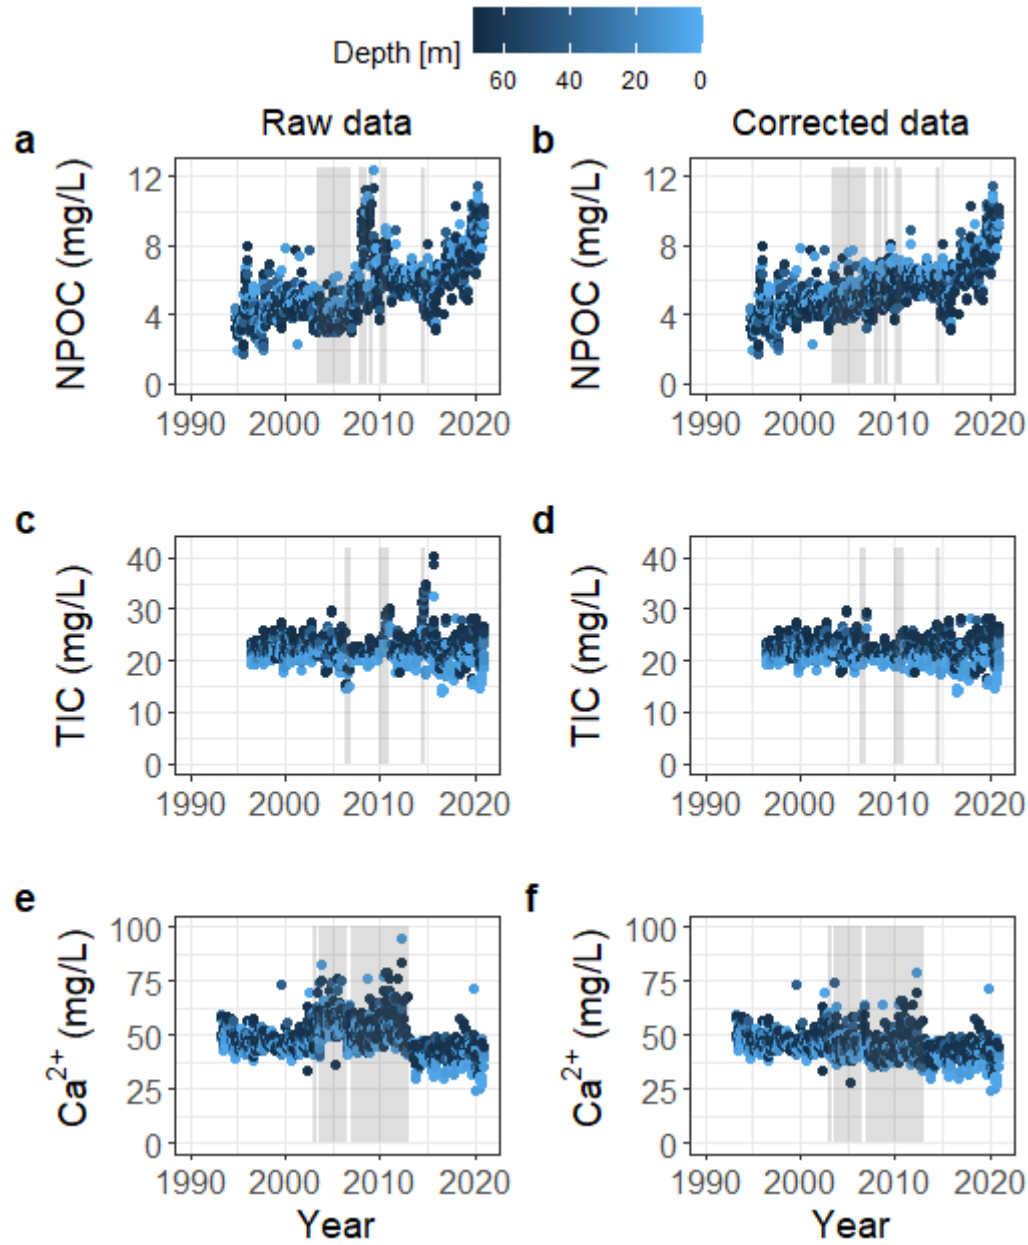 Depth [m]
60 40 20 0
Raw data
Corrected data
a
NPOC (mg/L)
12
8
4
0
1990 2000 2010 2020
b
NPOC (mg/L)
12
8
4
0
1990 2000 2010 2020
c
TIC (mg/L)
40
30
20
10
0
1990 2000 2010 2020
d
TIC (mg/L)
40
30
20
10
0
1990 2000 2010 2020
e
Ca²⁺ (mg/L)
100
75
50
25
0
1990 2000 2010 2020
Year
f
Ca²⁺ (mg/L)
100
75
50
25
0
1990 2000 2010 2020
Year